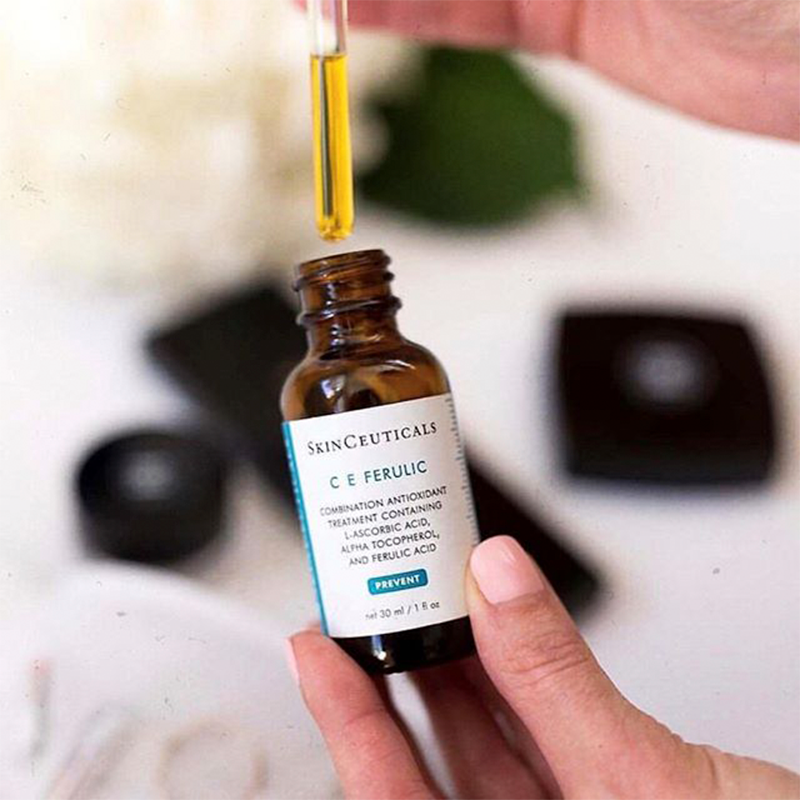 SKINCEUTICALS
C E FERULIC
COMBINATION ANTIOXIDANT
TREATMENT CONTAINING
L-ASCORBIC ACID,
ALPHA TOCOPHEROL,
AND FERULIC ACID
PREVENT
net 30 ml / 1 fl oz